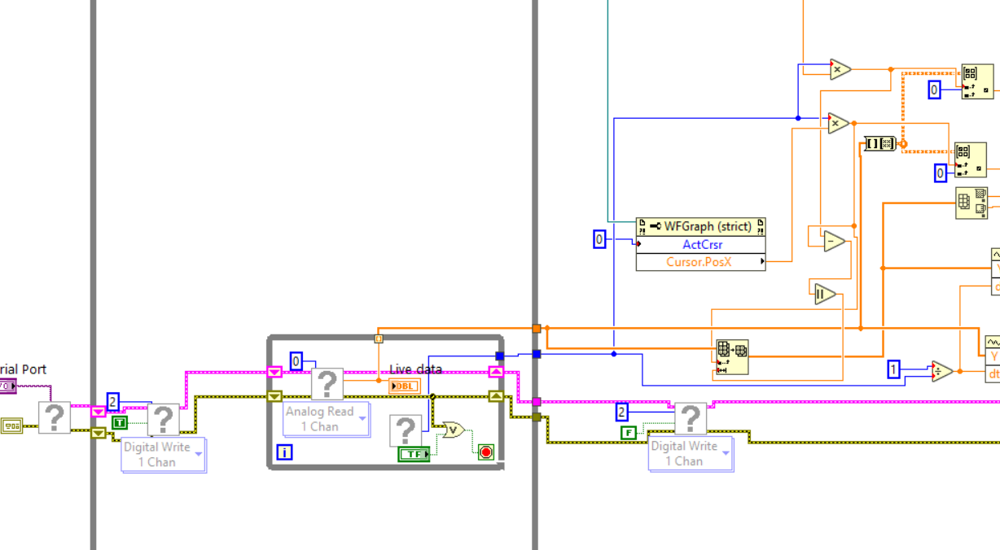 0
0
WFGraph (strict)
0
ActCrsr
Cursor.PosX
rial Port
0
Live data
DBL
1
Y
dt
2
T
Analog Read
1 Chan
2
F
Digital Write
1 Chan
i
TF
V
Digital Write
1 Chan